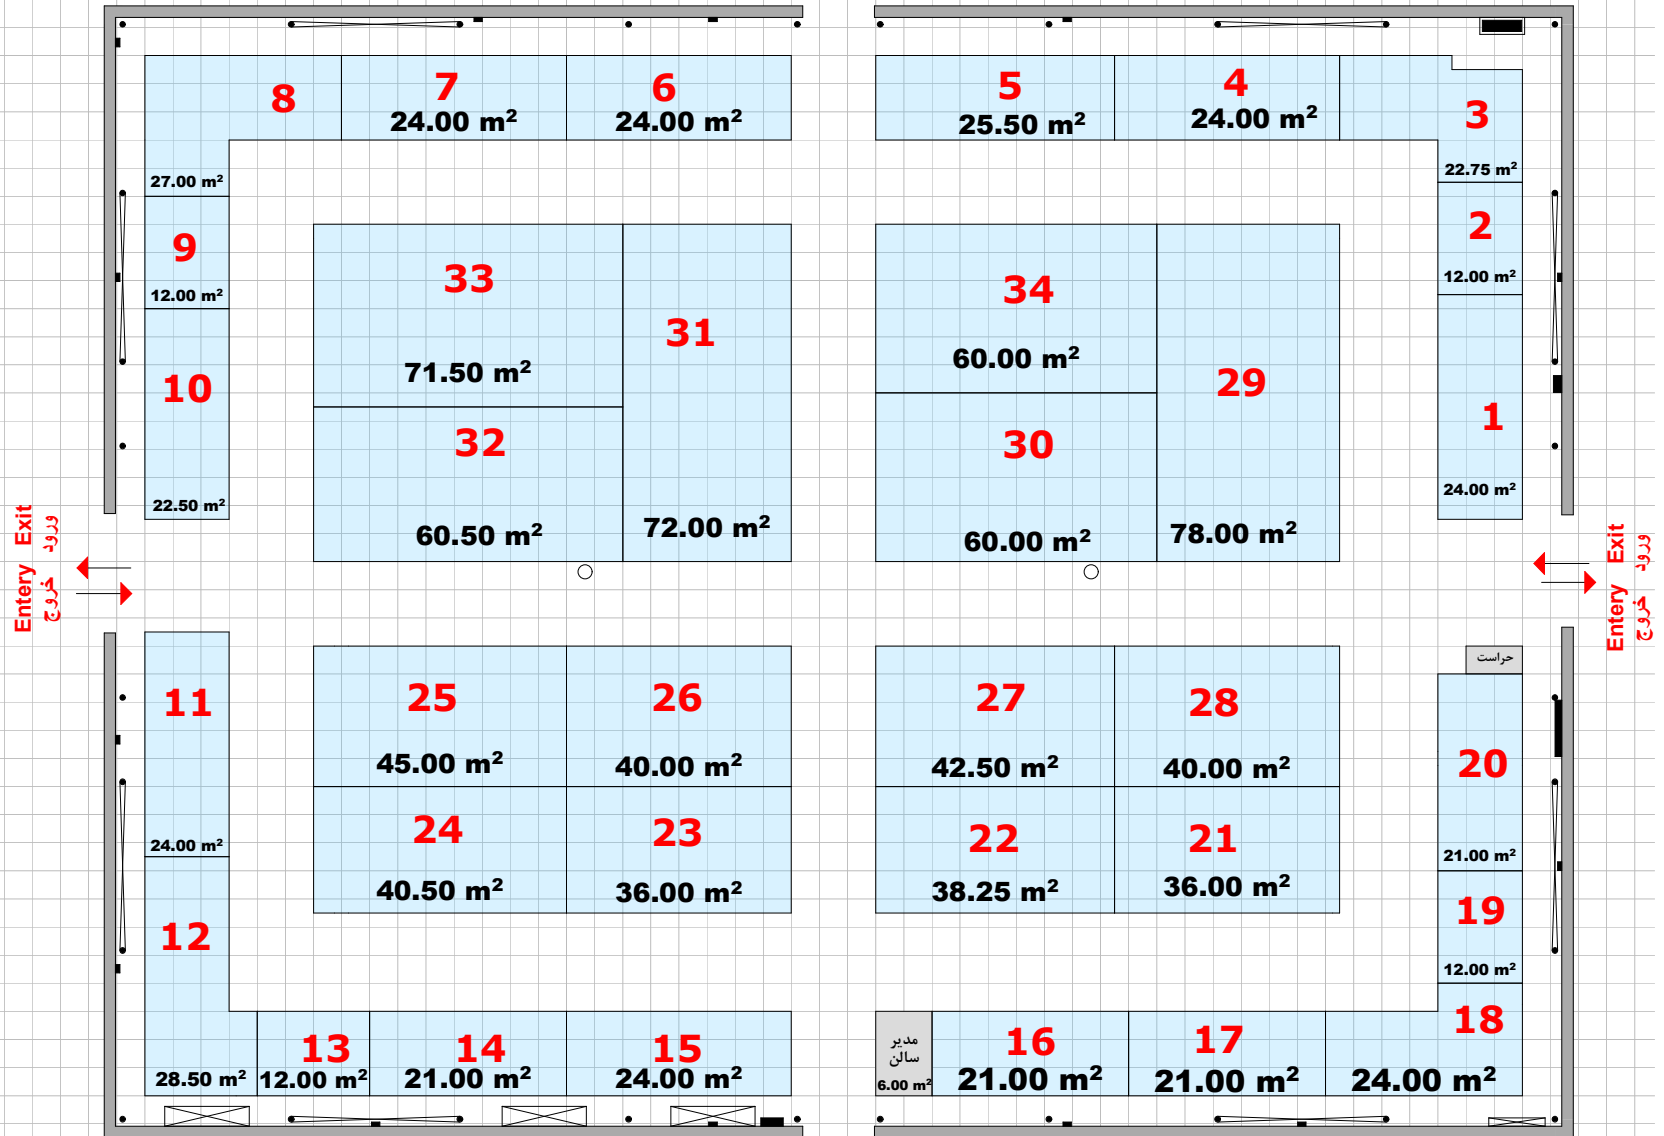 8
27.00 m²
7
24.00 m²
6
24.00 m²
5
25.50 m²
4
24.00 m²
3
22.75 m²
9
12.00 m²
2
12.00 m²
10
22.50 m²
33
71.50 m²
31
72.00 m²
32
60.50 m²
34
60.00 m²
29
78.00 m²
30
60.00 m²
1
24.00 m²
Entery Exit
ورود خروج
Entery Exit
ورود خروج
حراست
11
24.00 m²
25
45.00 m²
26
40.00 m²
27
42.50 m²
28
40.00 m²
20
21.00 m²
24
40.50 m²
23
36.00 m²
22
38.25 m²
21
36.00 m²
19
12.00 m²
12
28.50 m²
13
12.00 m²
14
21.00 m²
15
24.00 m²
مدیر
سالن
6.00 m²
16
21.00 m²
17
21.00 m²
18
24.00 m²